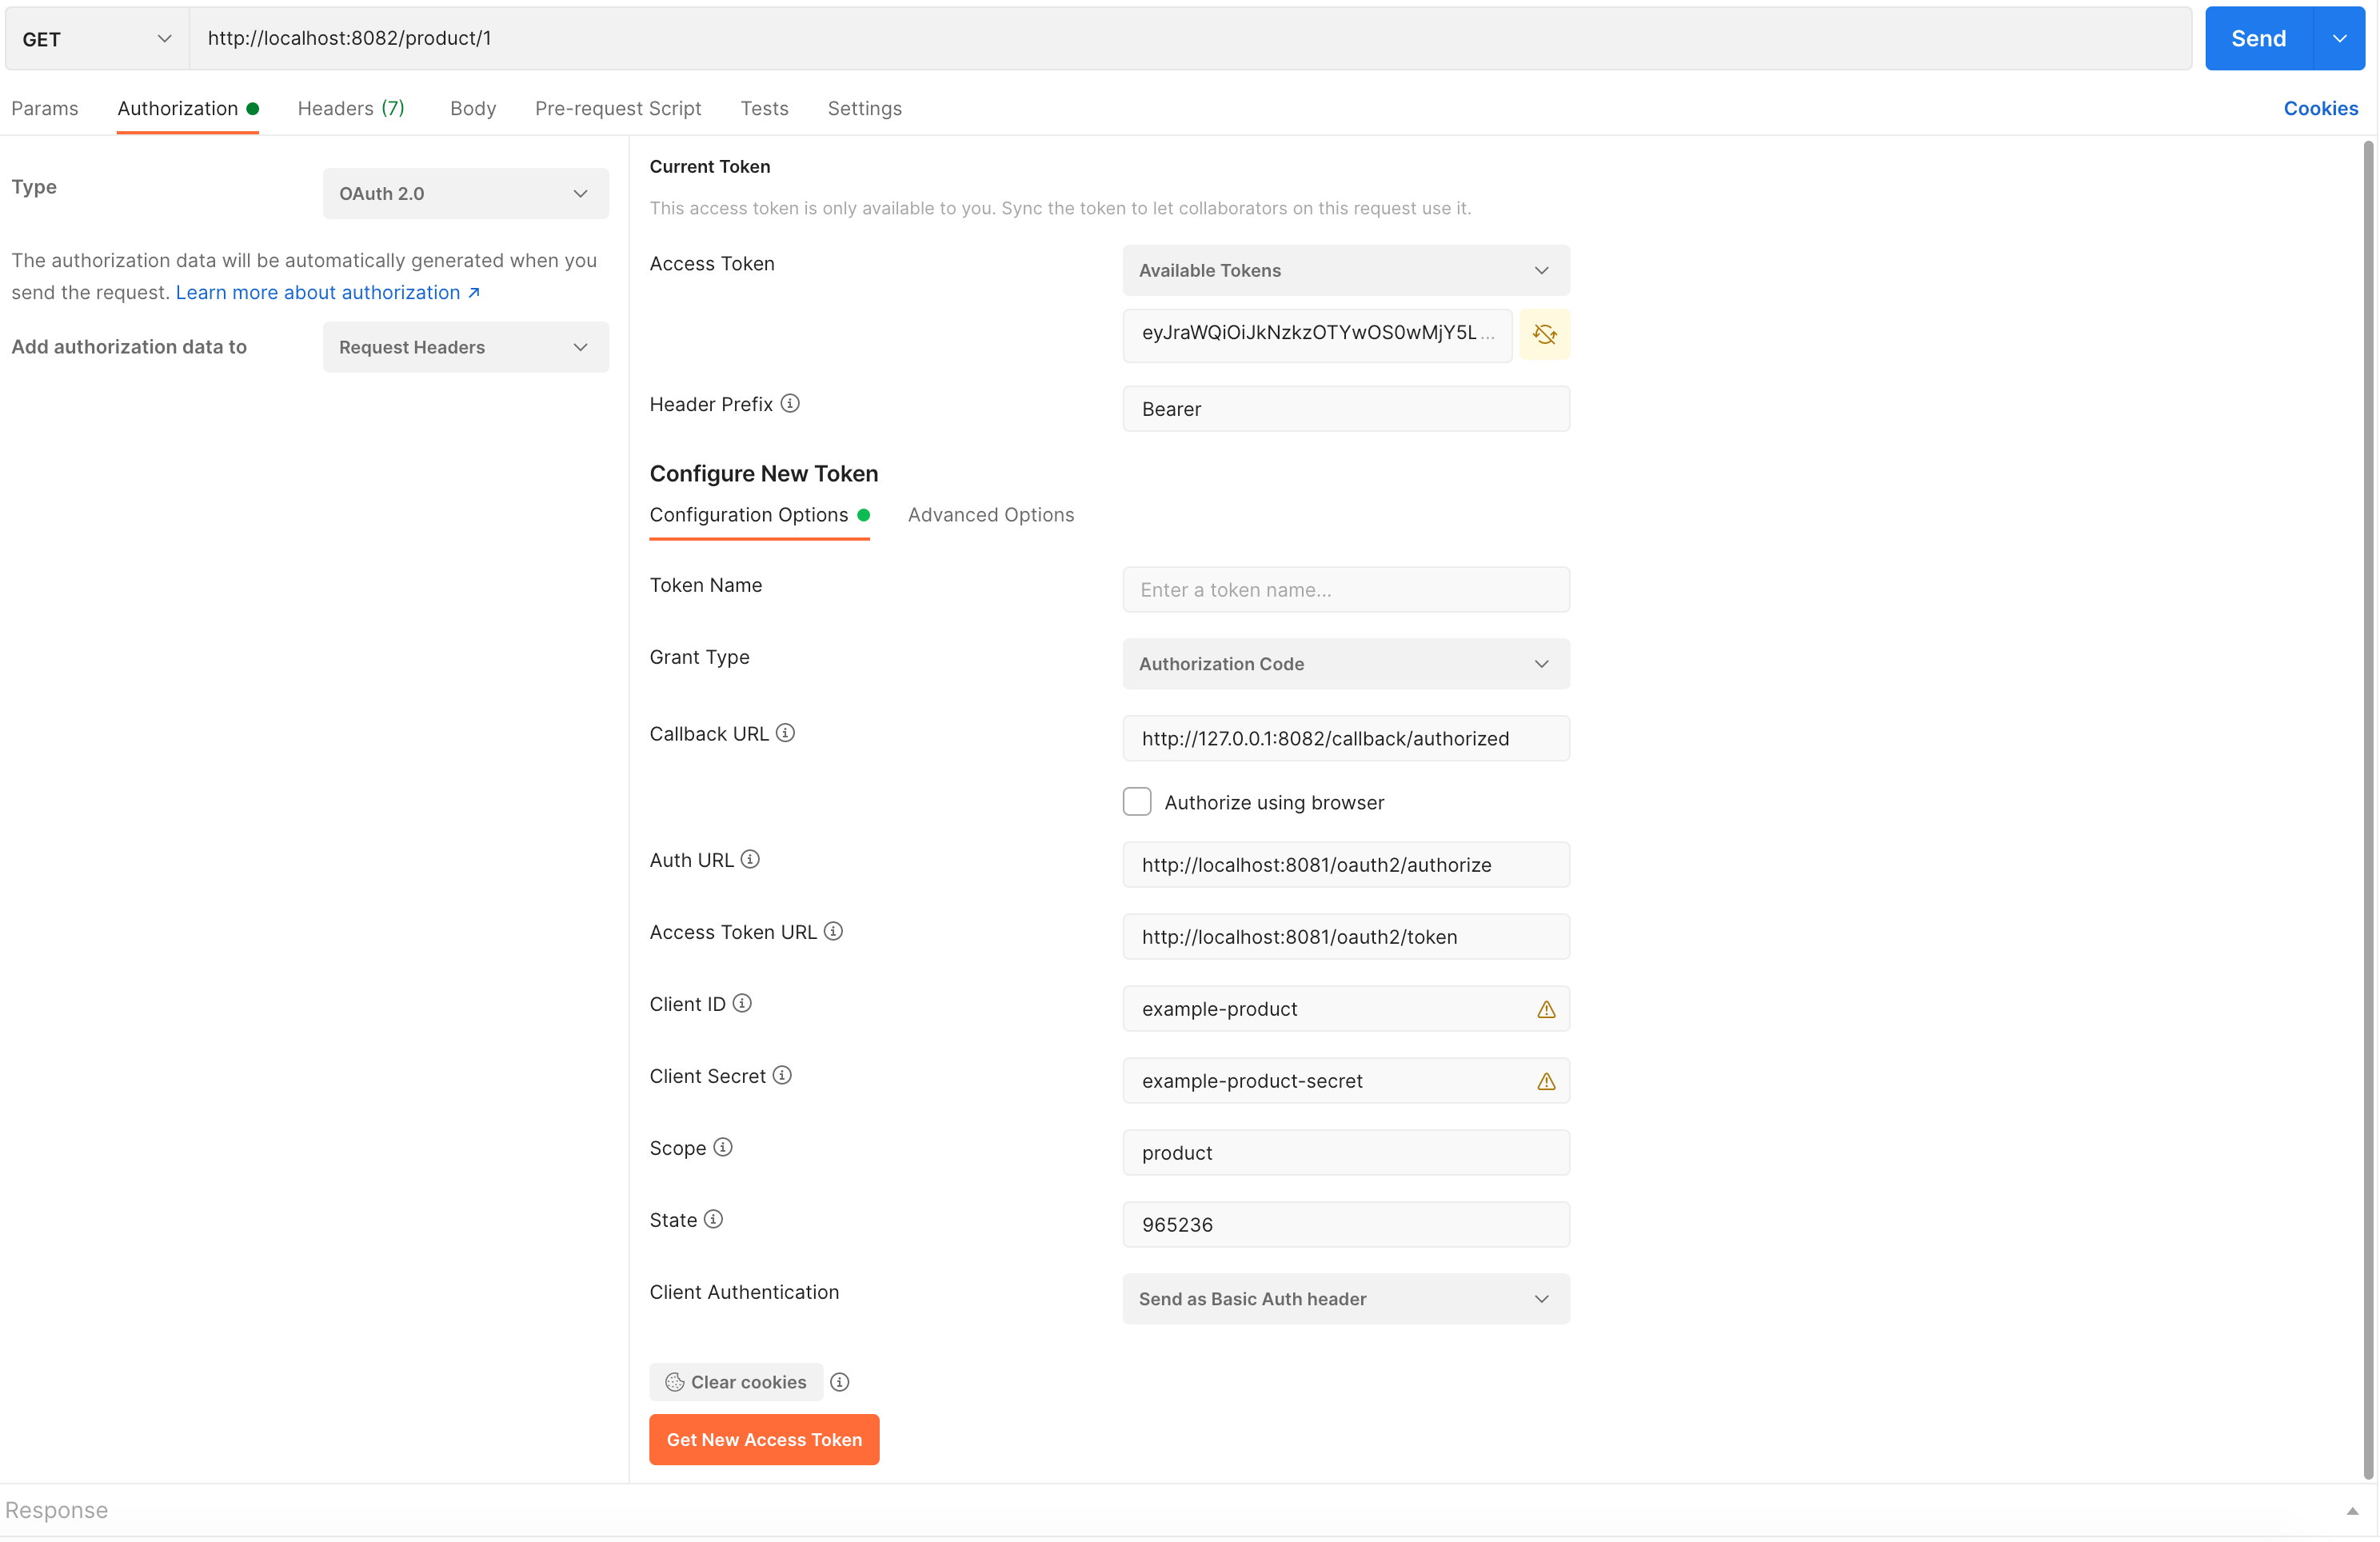 GET
http://localhost:8082/product/1
Send
Params
Authorization
Headers (7)
Body
Pre-request Script
Tests
Settings
Cookies
Type
OAuth 2.0
The authorization data will be automatically generated when you
send the request. Learn more about authorization ↗
Add authorization data to
Request Headers
Current Token
This access token is only available to you. Sync the token to let collaborators on this request use it.
Access Token
Available Tokens
eyJraWQiOiJkNzkzOTYwOS0wMjY5L...
Header Prefix
Bearer
Configure New Token
Configuration Options
Advanced Options
Token Name
Enter a token name...
Grant Type
Authorization Code
Callback URL
http://127.0.0.1:8082/callback/authorized
Authorize using browser
Auth URL
http://localhost:8081/oauth2/authorize
Access Token URL
http://localhost:8081/oauth2/token
Client ID
example-product
Client Secret
example-product-secret
Scope
product
State
965236
Client Authentication
Send as Basic Auth header
Clear cookies
Get New Access Token
Response